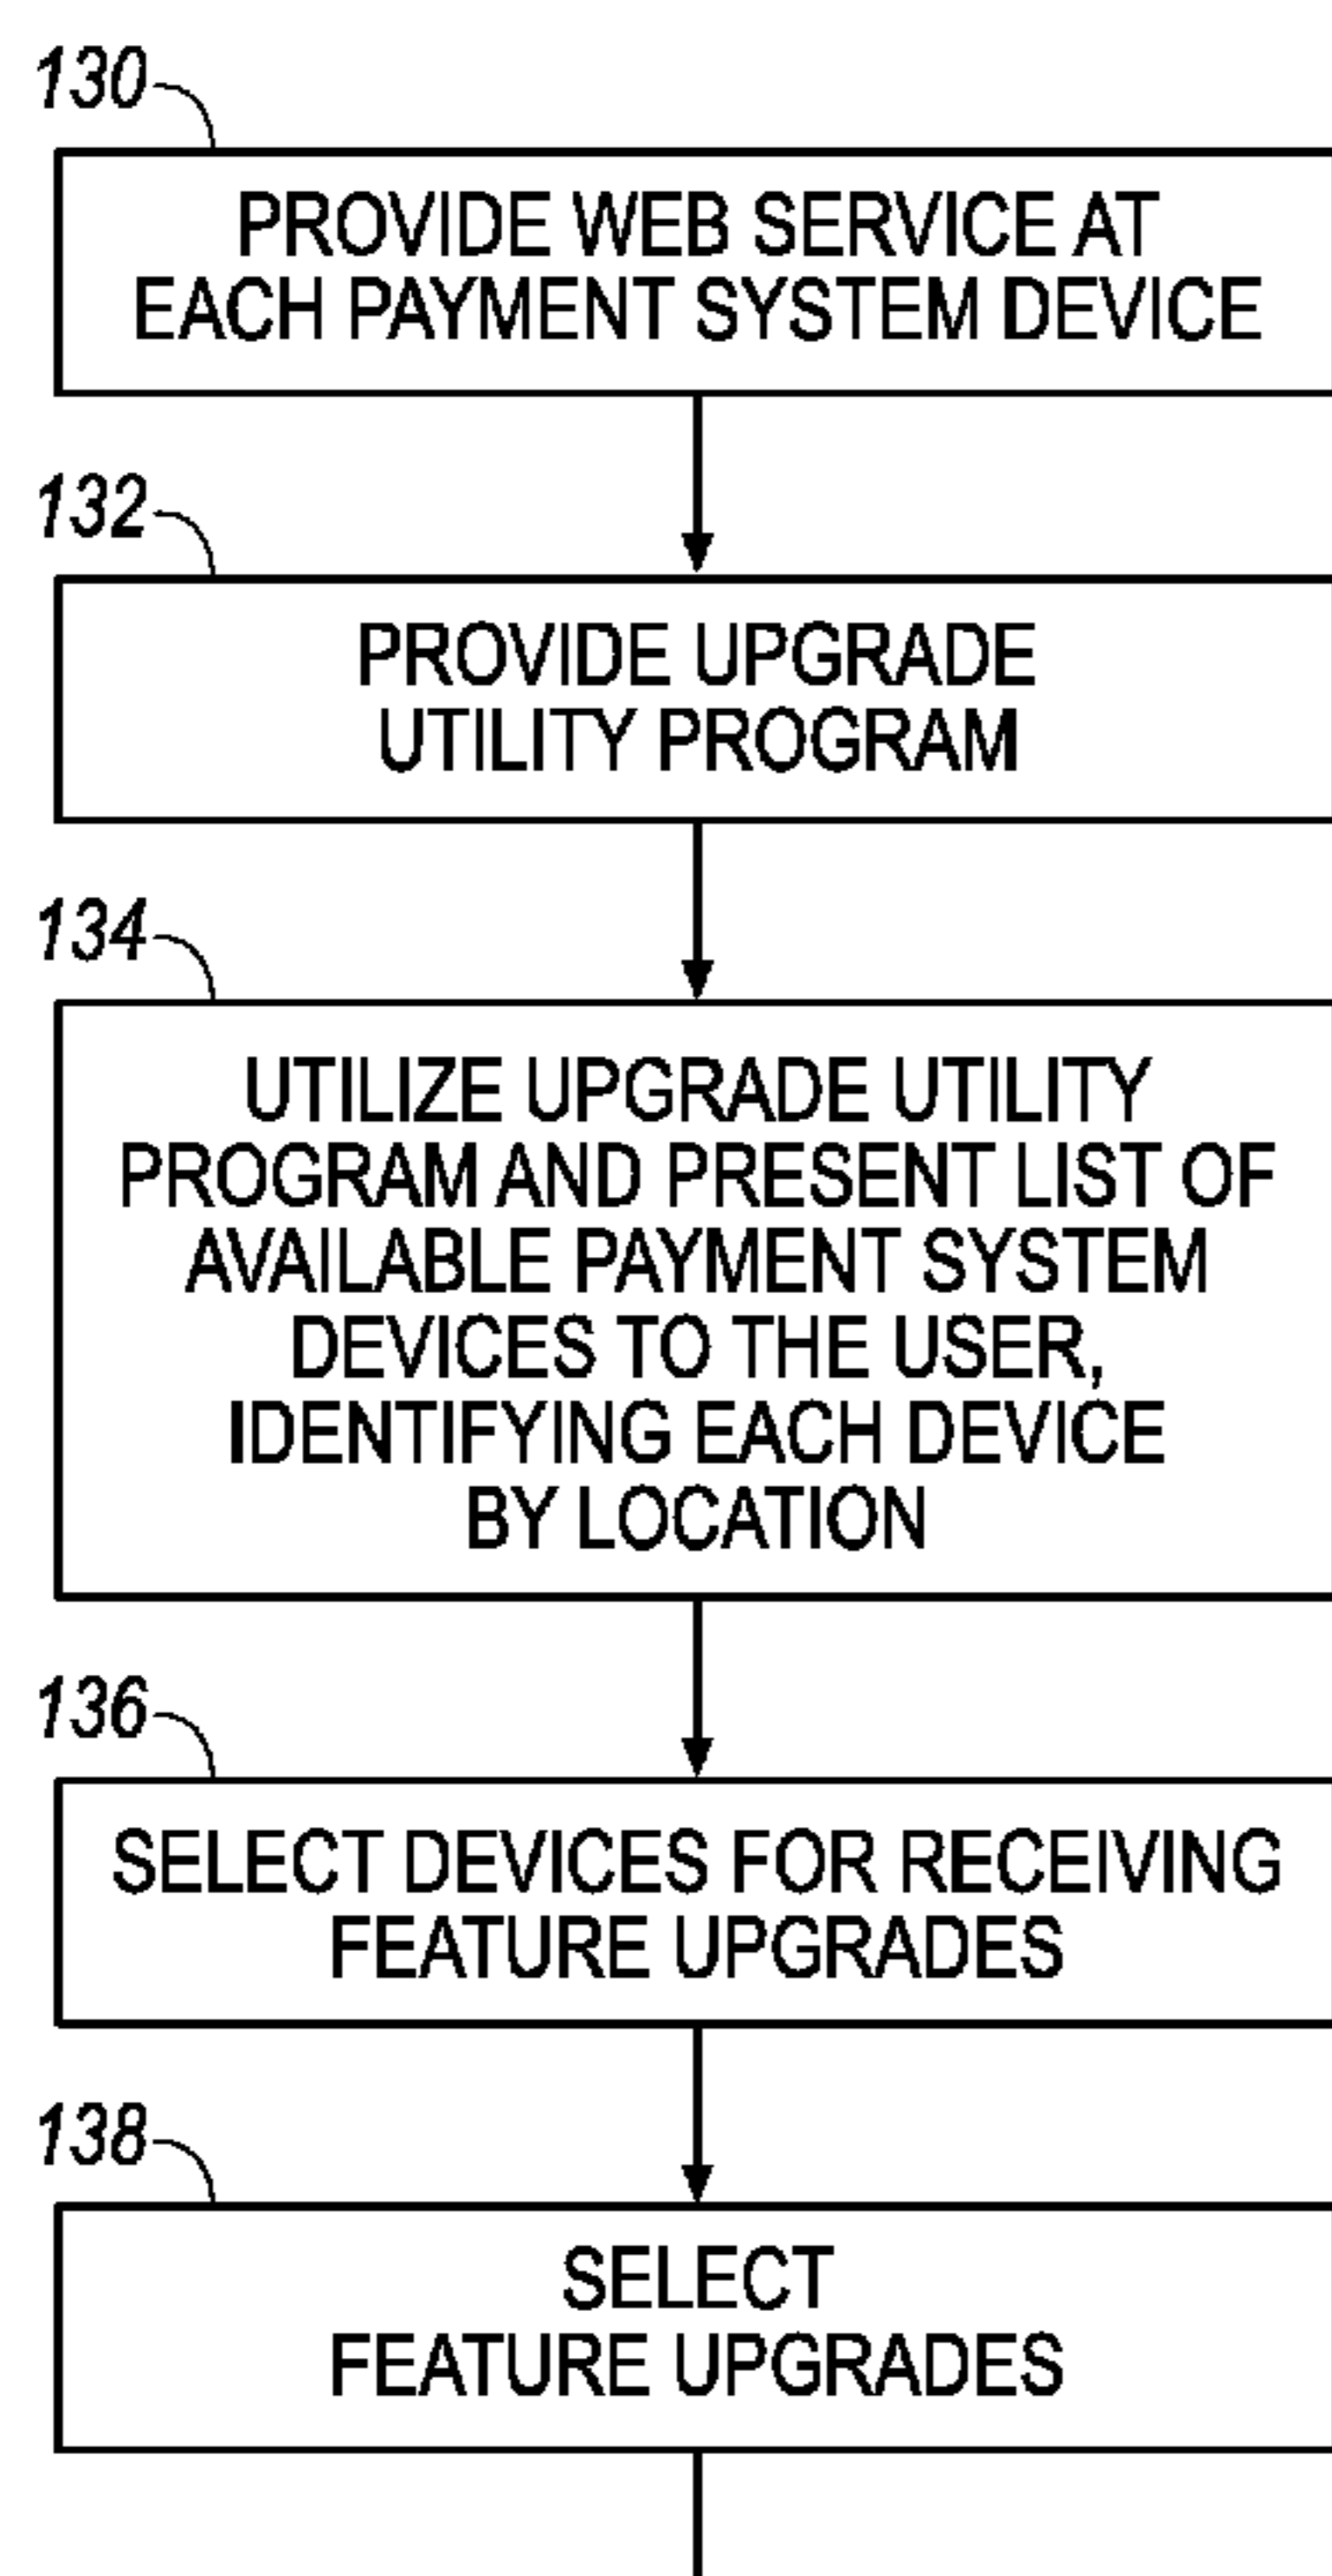 130
PROVIDE WEB SERVICE AT
EACH PAYMENT SYSTEM DEVICE
132
PROVIDE UPGRADE
UTILITY PROGRAM
134
UTILIZE UPGRADE UTILITY
PROGRAM AND PRESENT LIST OF
AVAILABLE PAYMENT SYSTEM
DEVICES TO THE USER,
IDENTIFYING EACH DEVICE
BY LOCATION
136
SELECT DEVICES FOR RECEIVING
FEATURE UPGRADES
138
SELECT
FEATURE UPGRADES